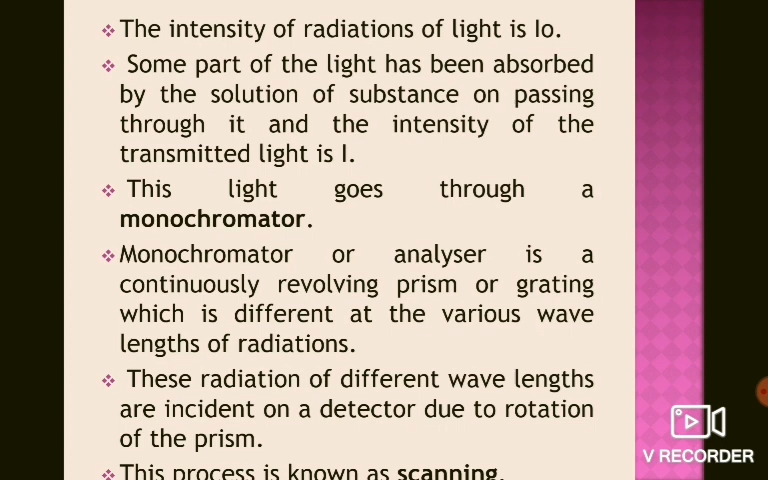 The intensity of radiations of light is Io.
Some part of the light has been absorbed
by the solution of substance on passing
through it and the intensity of the
transmitted light is I.
This light goes through a
monochromator.
Monochromator or analyser is a
continuously revolving prism or grating
which is different at the various wave
lengths of radiations.
These radiation of different wave lengths
are incident on a detector due to rotation
of the prism.
This process is known as scanning.
V RECORDER